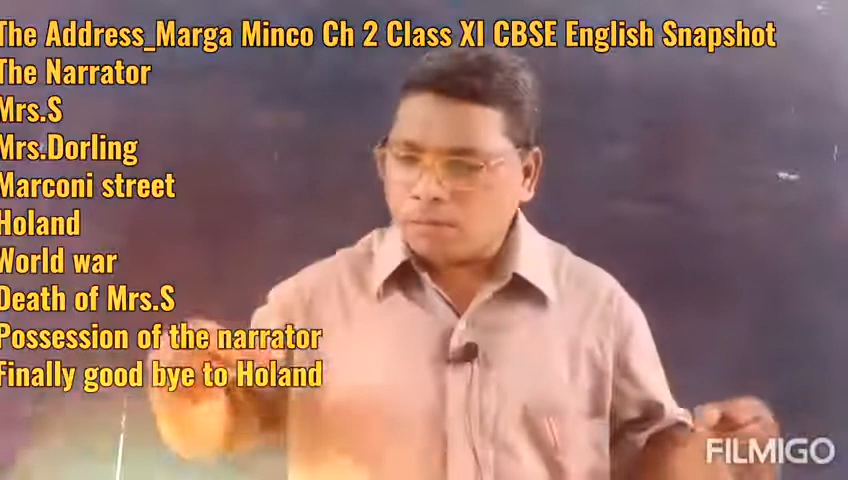 The Address_Marga Minco Ch 2 Class XI CBSE English Snapshot
The Narrator
Mrs.S
Mrs.Dorling
Marconi street
Holand
World war
Death of Mrs.S
Possession of the narrator
Finally good bye to Holand
FILMIGO